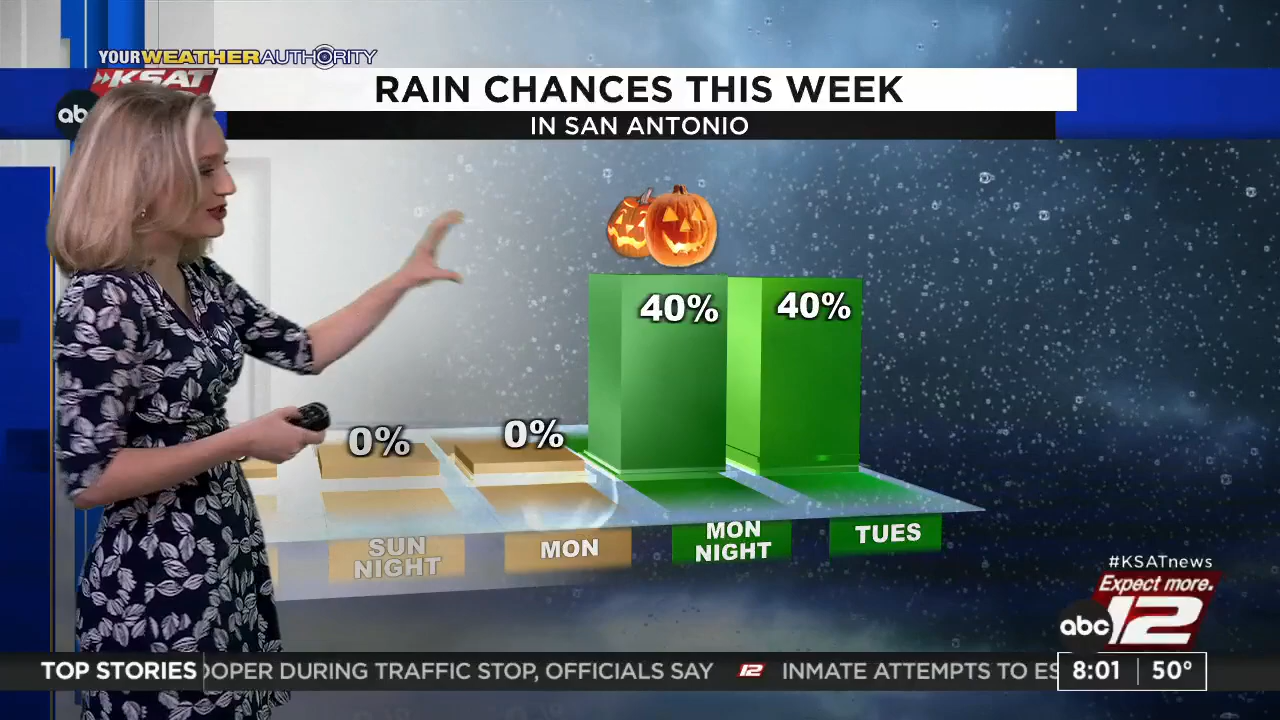 YOUR WEATHER AUTHORITY
KSAT
RAIN CHANCES THIS WEEK
IN SAN ANTONIO
40%
40%
0%
0%
SUN
NIGHT
MON
MON
NIGHT
TUES
#KSATnews
Expect more.
abc 12
TOP STORIES
DURING TRAFFIC STOP, OFFICIALS SAY 12 INMATE ATTEMPTS TO
8:01 50°